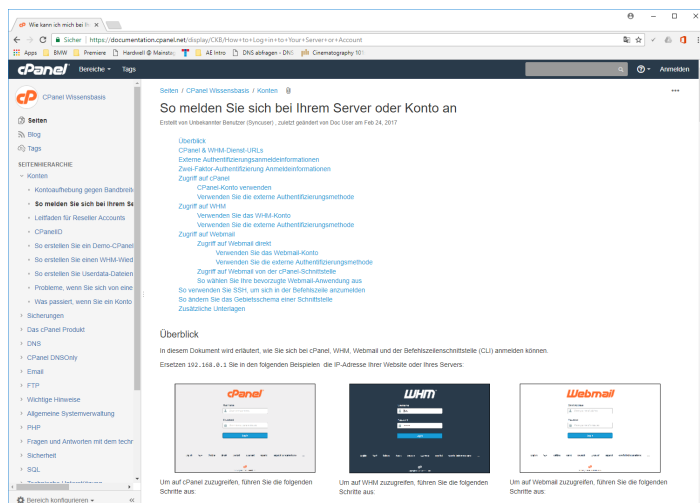 Wie kann ich mich bei Ih
Sicher | https://documentation.cpanel.net/display/CKB/How+to+Log+in+to+Your+Server+or+Account
Apps BMW Premiere Hardwell @ Mainstag AE Intro DNS abfragen - DNS Cinematography 101
cPanel Bereiche Tags Anmelden
CPanel Wissensbasis
Seiten
Blog
Tags
SEITENHIERARCHIE
Konten
Kontoaufhebung gegen Bandbreite
So melden Sie sich bei Ihrem Se
Leitfaden für Reseller Accounts
CPanelID
So erstellen Sie ein Demo-CPanel
So erstellen Sie einen WHM-Wied
So erstellen Sie Userdata-Dateien
Probleme, wenn Sie sich von eine
Was passiert, wenn Sie ein Konto
Sicherungen
Das cPanel Produkt
DNS
CPanel DNSOnly
Email
FTP
Wichtige Hinweise
Allgemeine Systemverwaltung
PHP
Fragen und Antworten mit dem techn
Sicherheit
SQL
Technische Unterstützung
Bereich konfigurieren
Seiten / CPanel Wissensbasis / Konten
So melden Sie sich bei Ihrem Server oder Konto an
Erstellt von Unbekannter Benutzer (Syncuser) , zuletzt geändert von Doc User am Feb 24, 2017
Überblick
CPanel & WHM-Dienst-URLs
Externe Authentifizierungsanmeldeinformationen
Zwei-Faktor-Authentifizierung Anmeldeinformationen
Zugriff auf cPanel
CPanel-Konto verwenden
Verwenden Sie die externe Authentifizierungsmethode
Zugriff auf WHM
Verwenden Sie das WHM-Konto
Verwenden Sie die externe Authentifizierungsmethode
Zugriff auf Webmail
Zugriff auf Webmail direkt
Verwenden Sie das Webmail-Konto
Verwenden Sie die externe Authentifizierungsmethode
Zugriff auf Webmail von der cPanel-Schnittstelle
So wählen Sie Ihre bevorzugte Webmail-Anwendung aus
So verwenden Sie SSH, um sich in der Befehlszeile anzumelden
So ändern Sie das Gebietsschema einer Schnittstelle
Zusätzliche Unterlagen
Überblick
In diesem Dokument wird erläutert, wie Sie sich bei cPanel, WHM, Webmail und der Befehlszeilenschnittstelle (CLI) anmelden können.
Ersetzen 192.168.0.1 Sie in den folgenden Beispielen die IP-Adresse Ihrer Website oder Ihres Servers:
cPanel
WHM
Webmail
Um auf cPanel zuzugreifen, führen Sie die folgenden
Schritte aus:
Um auf WHM zuzugreifen, führen Sie die folgenden
Schritte aus:
Um auf Webmail zuzugreifen, führen Sie die folgenden
Schritte aus: